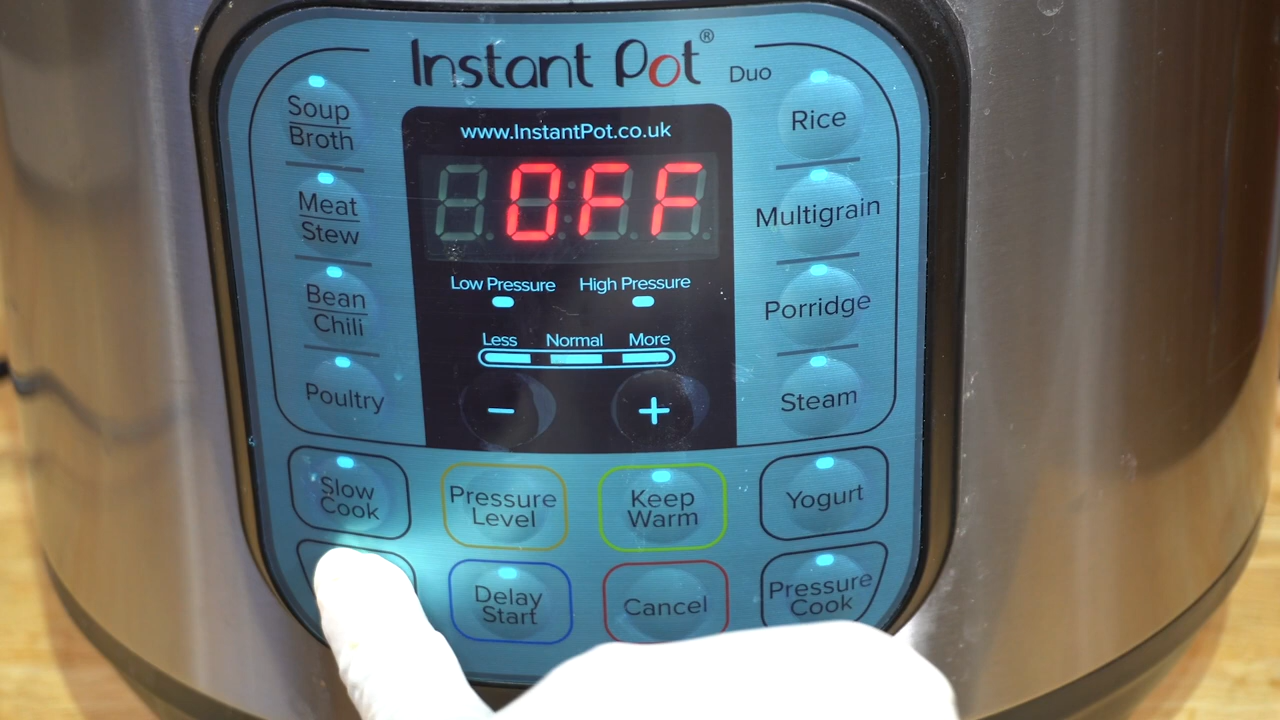 Instant Pot®
Duo
www.InstantPot.co.uk
OFF
Low Pressure
High Pressure
Less
Normal
More
−
+
Soup
Broth
Meat
Stew
Bean
Chili
Poultry
Rice
Multigrain
Porridge
Steam
Slow
Cook
Pressure
Level
Keep
Warm
Yogurt
Delay
Start
Cancel
Pressure
Cook